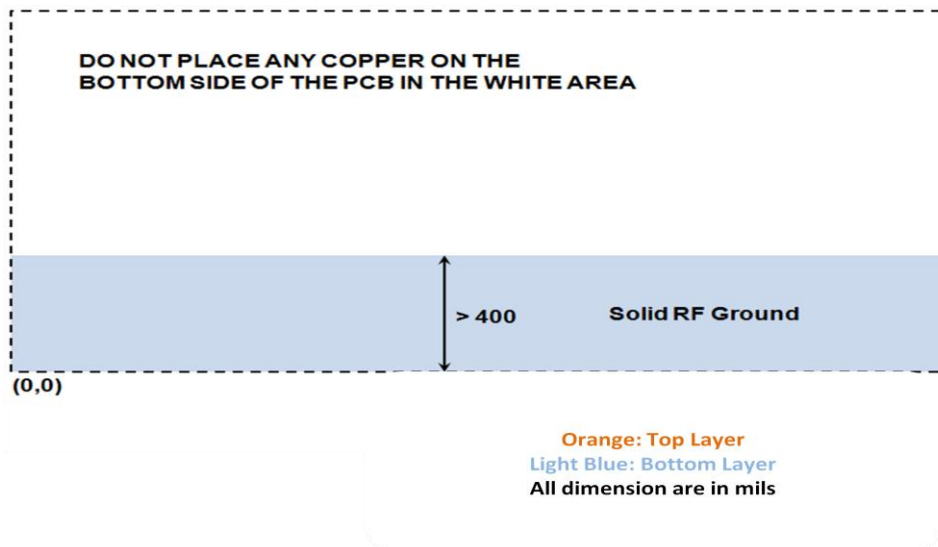 DO NOT PLACE ANY COPPER ON THE
BOTTOM SIDE OF THE PCB IN THE WHITE AREA
> 400
Solid RF Ground
(0,0)
Orange: Top Layer
Light Blue: Bottom Layer
All dimension are in mils